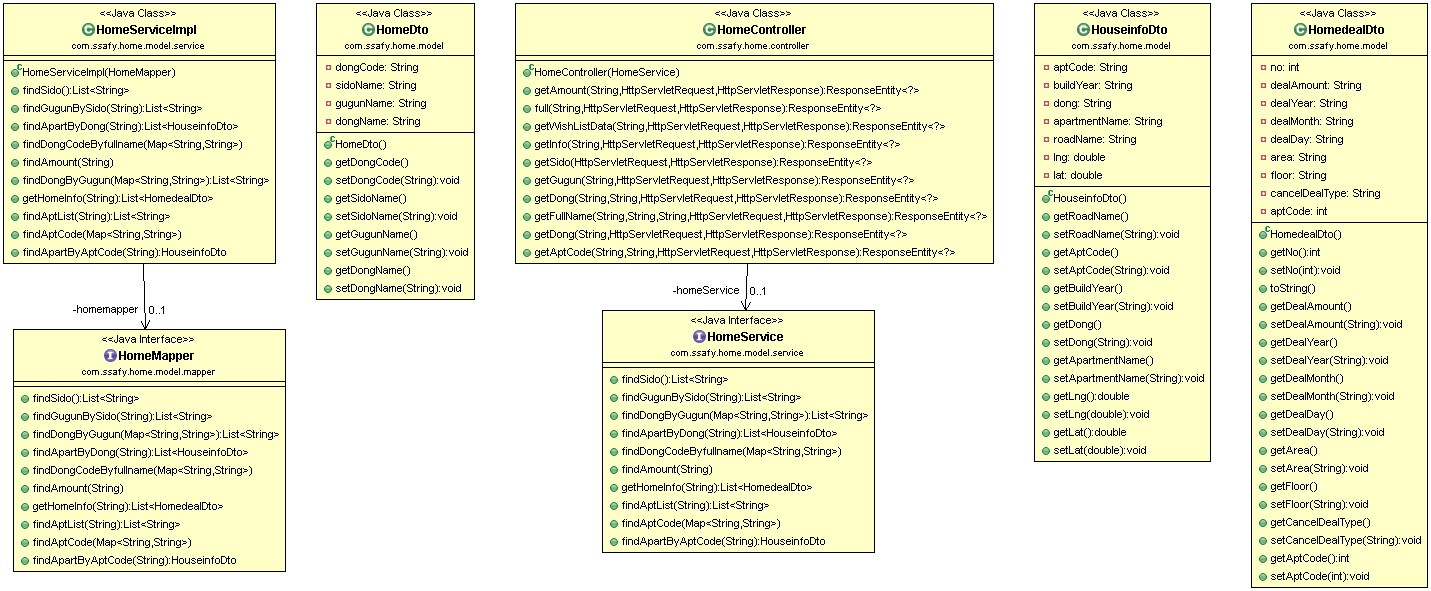 <<Java Class>>
HomeServiceImpl
com.ssafy.home.model.service
HomeServiceImpl(HomeMapper)
findSido():List<String>
findGugunBySido(String):List<String>
findApartByDong(String):List<HouseinfoDto>
findDongCodeByfullname(Map<String,String>)
findAmount(String)
findDongByGugun(Map<String,String>):List<String>
getHomeInfo(String):List<HomedealDto>
findAptList(String):List<String>
findAptCode(Map<String,String>)
findApartByAptCode(String):HouseinfoDto
-homemapper
0..1
<<Java Interface>>
HomeMapper
com.ssafy.home.model.mapper
findSido():List<String>
findGugunBySido(String):List<String>
findDongByGugun(Map<String,String>):List<String>
findApartByDong(String):List<HouseinfoDto>
findDongCodeByfullname(Map<String,String>)
findAmount(String)
getHomeInfo(String):List<HomedealDto>
findAptList(String):List<String>
findAptCode(Map<String,String>)
findApartByAptCode(String):HouseinfoDto
<<Java Class>>
HomeDto
com.ssafy.home.model
dongCode: String
sidoName: String
gugunName: String
dongName: String
HomeDto()
getDongCode()
setDongCode(String):void
getSidoName()
setSidoName(String):void
getGugunName()
setGugunName(String):void
getDongName()
setDongName(String):void
<<Java Class>>
HomeController
com.ssafy.home.controller
HomeController(HomeService)
getAmount(String,HttpServletRequest,HttpServletResponse):ResponseEntity<?>
full(String,HttpServletRequest,HttpServletResponse):ResponseEntity<?>
getWishListData(String,HttpServletRequest,HttpServletResponse):ResponseEntity<?>
getInfo(String,HttpServletRequest,HttpServletResponse):ResponseEntity<?>
getSido(HttpServletRequest,HttpServletResponse):ResponseEntity<?>
getGugun(String,HttpServletRequest,HttpServletResponse):ResponseEntity<?>
getDong(String,String,HttpServletRequest,HttpServletResponse):ResponseEntity<?>
getFullName(String,String,String,HttpServletRequest,HttpServletResponse):ResponseEntity<?>
getDong(String,HttpServletRequest,HttpServletResponse):ResponseEntity<?>
getAptCode(String,String,HttpServletRequest,HttpServletResponse):ResponseEntity<?>
-homeService
0..1
<<Java Interface>>
HomeService
com.ssafy.home.model.service
findSido():List<String>
findGugunBySido(String):List<String>
findDongByGugun(Map<String,String>):List<String>
findApartByDong(String):List<HouseinfoDto>
findDongCodeByfullname(Map<String,String>)
findAmount(String)
getHomeInfo(String):List<HomedealDto>
findAptList(String):List<String>
findAptCode(Map<String,String>)
findApartByAptCode(String):HouseinfoDto
<<Java Class>>
HouseinfoDto
com.ssafy.home.model
aptCode: String
buildYear: String
dong: String
apartmentName: String
roadName: String
lng: double
lat: double
HouseinfoDto()
getRoadName()
setRoadName(String):void
getAptCode()
setAptCode(String):void
getBuildYear()
setBuildYear(String):void
getDong()
setDong(String):void
getApartmentName()
setApartmentName(String):void
getLng():double
setLng(double):void
getLat():double
setLat(double):void
<<Java Class>>
HomedealDto
com.ssafy.home.model
no: int
dealAmount: String
dealYear: String
dealMonth: String
dealDay: String
area: String
floor: String
cancelDealType: String
aptCode: int
HomedealDto()
getNo():int
setNo(int):void
toString()
getDealAmount()
setDealAmount(String):void
getDealYear()
setDealYear(String):void
getDealMonth()
setDealMonth(String):void
getDealDay()
setDealDay(String):void
getArea()
setArea(String):void
getFloor()
setFloor(String):void
getCancelDealType()
setCancelDealType(String):void
getAptCode():int
setAptCode(int):void